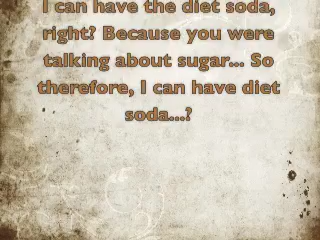 I can have the diet soda,
right? Because you were
talking about sugar... So
therefore, I can have diet
soda...?